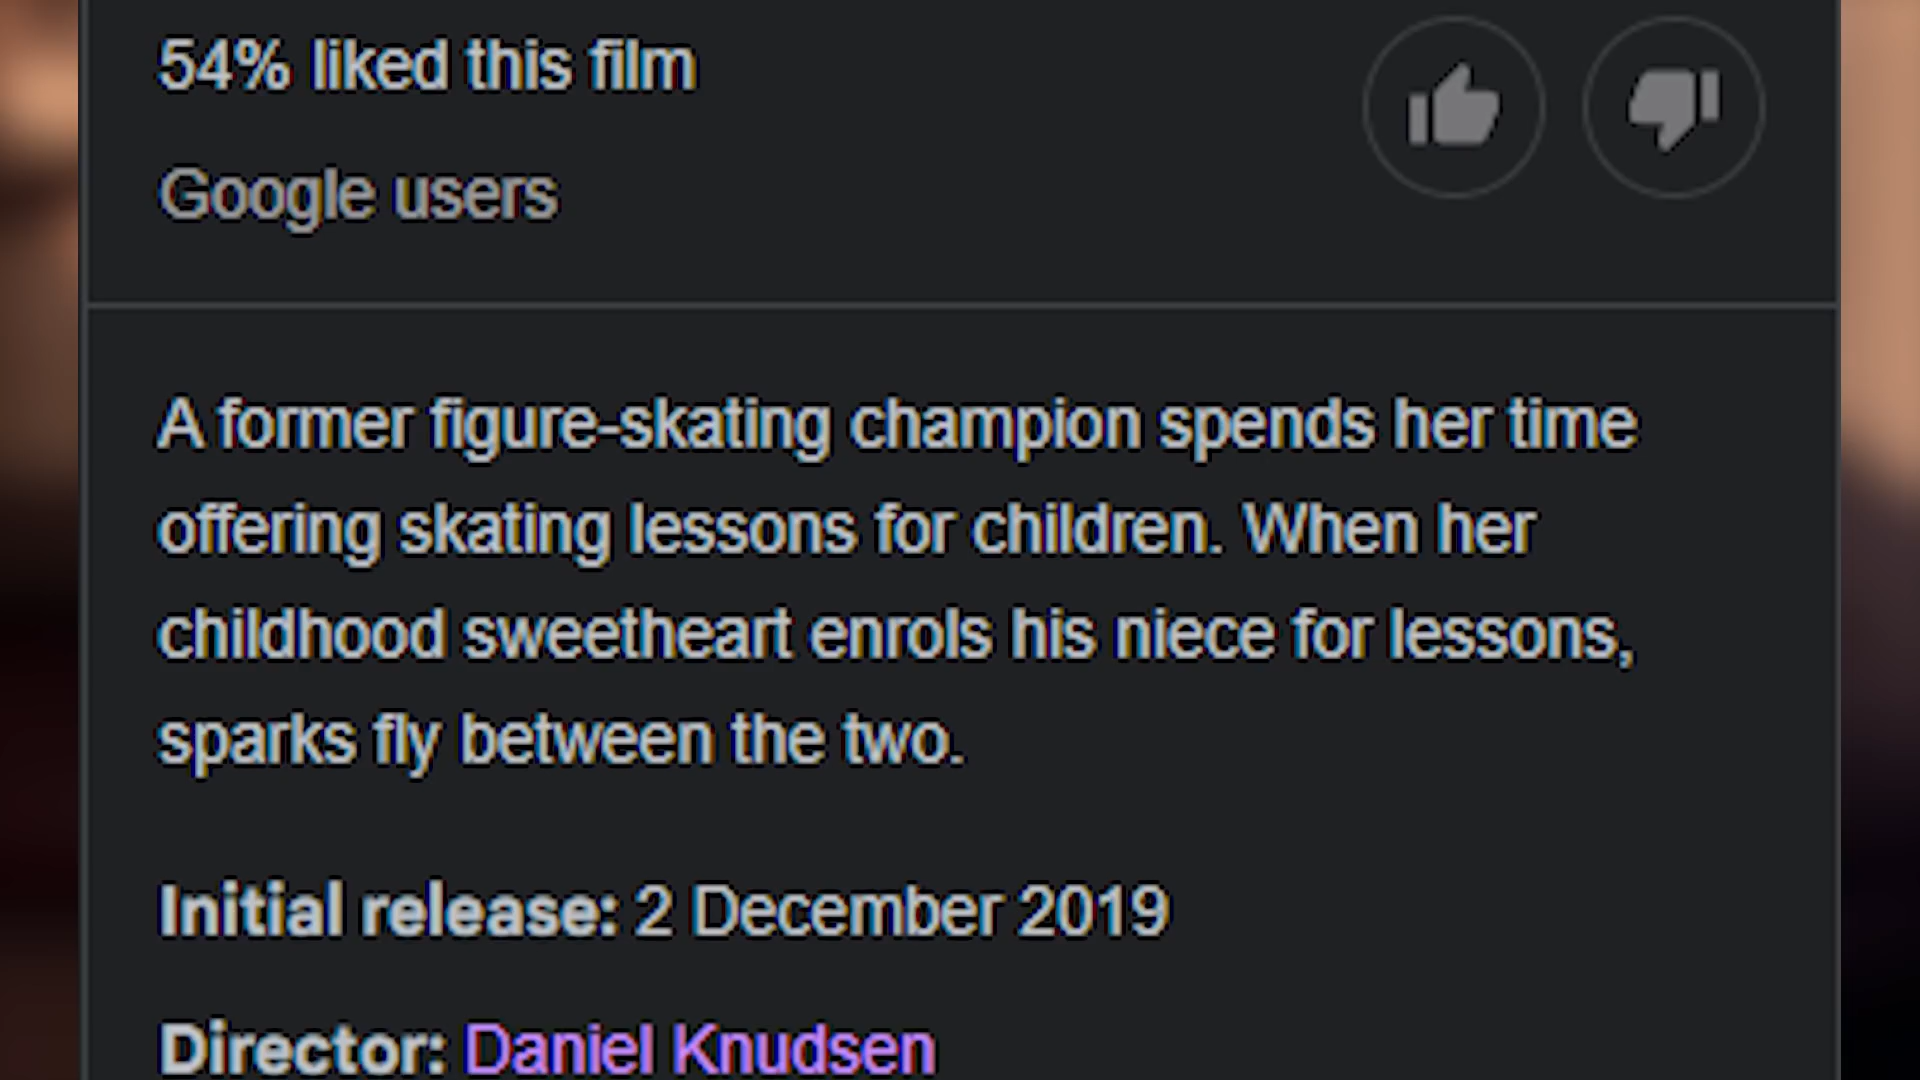 54% liked this film
Google users
A former figure-skating champion spends her time
offering skating lessons for children. When her
childhood sweetheart enrols his niece for lessons,
sparks fly between the two.
Initial release: 2 December 2019
Director: Daniel Knudsen